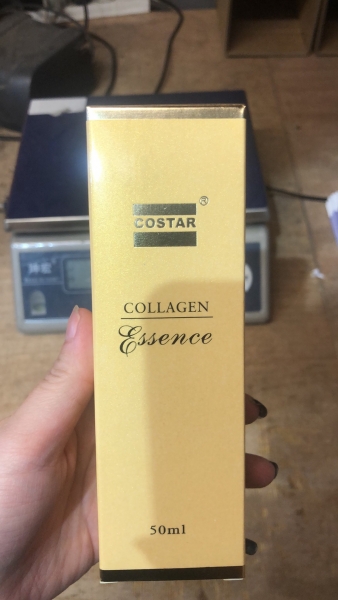 ®
COSTAR
COLLAGEN
Essence
50ml